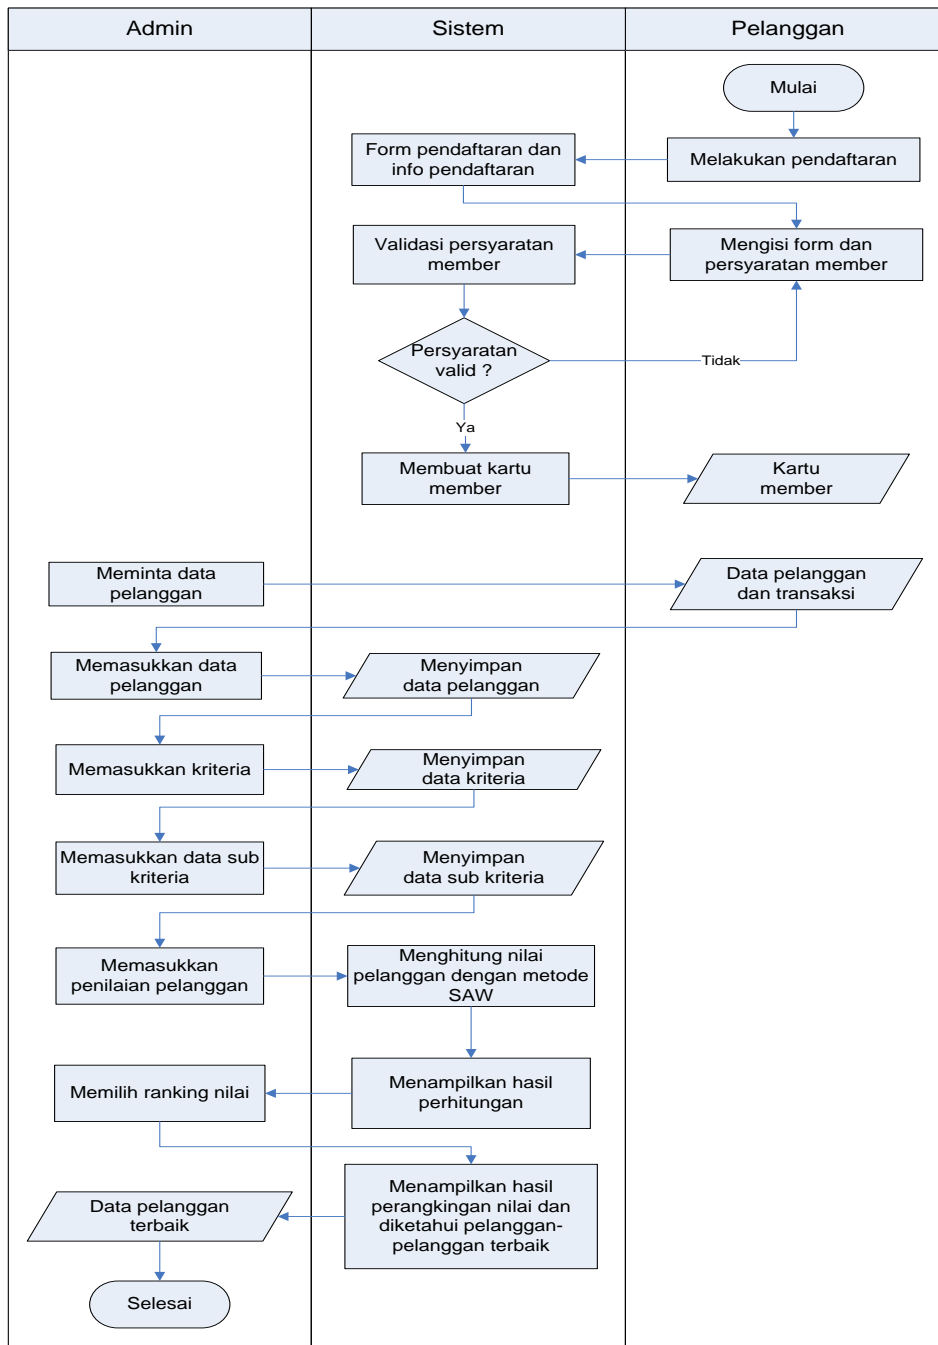 Admin
Sistem
Pelanggan
Mulai
Form pendaftaran dan
info pendaftaran
Melakukan pendaftaran
Validasi persyaratan
member
Mengisi form dan
persyaratan member
Persyaratan
valid ?
Tidak
Ya
Membuat kartu
member
Kartu
member
Meminta data
pelanggan
Data pelanggan
dan transaksi
Memasukkan data
pelanggan
Menyimpan
data pelanggan
Memasukkan kriteria
Menyimpan
data kriteria
Memasukkan data sub
kriteria
Menyimpan
data sub kriteria
Memasukkan
penilaian pelanggan
Menghitung nilai
pelanggan dengan metode
SAW
Memilih ranking nilai
Menampilkan hasil
perhitungan
Data pelanggan
terbaik
Menampilkan hasil
perangkingan nilai dan
diketahui pelanggan-
pelanggan terbaik
Selesai